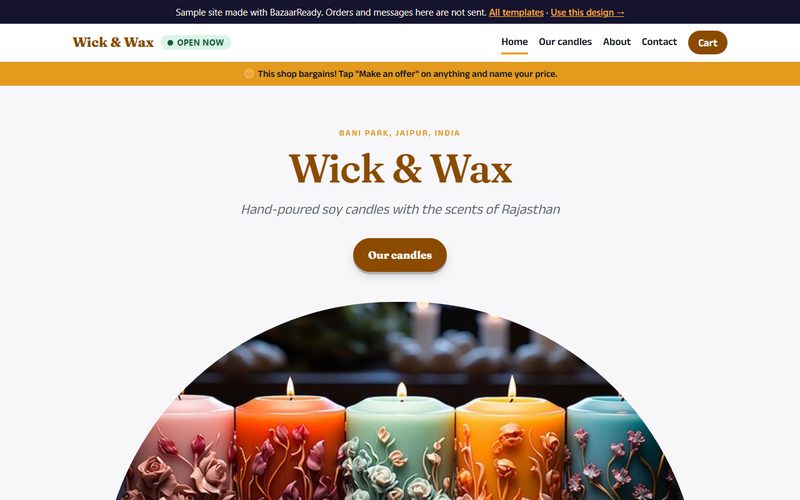 Sample site made with BazaarReady. Orders and messages here are not sent. All templates · Use this design →
Wick & Wax
OPEN NOW
Home Our candles About Contact Cart
This shop bargains! Tap "Make an offer" on anything and name your price.
BANI PARK, JAIPUR, INDIA
Wick & Wax
Hand-poured soy candles with the scents of Rajasthan
Our candles